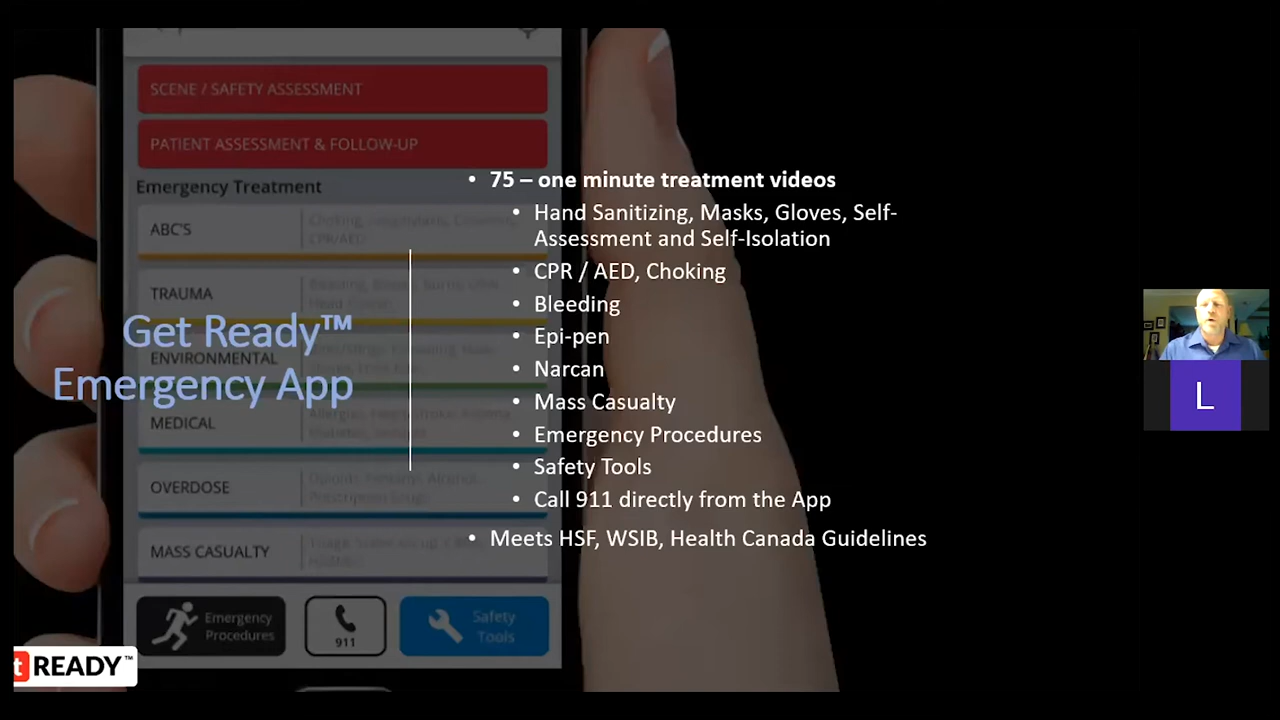 SCENE / SAFETY ASSESSMENT
PATIENT ASSESSMENT & FOLLOW-UP
Emergency Treatment
ABC'S
TRAUMA
ENVIRONMENTAL
MEDICAL
OVERDOSE
MASS CASUALTY
Emergency
Procedures
911
Safety
Tools
Get Ready™
Emergency App
• 75 – one minute treatment videos
• Hand Sanitizing, Masks, Gloves, Self-
Assessment and Self-Isolation
• CPR / AED, Choking
• Bleeding
• Epi-pen
• Narcan
• Mass Casualty
• Emergency Procedures
• Safety Tools
• Call 911 directly from the App
• Meets HSF, WSIB, Health Canada Guidelines
t READY™
L